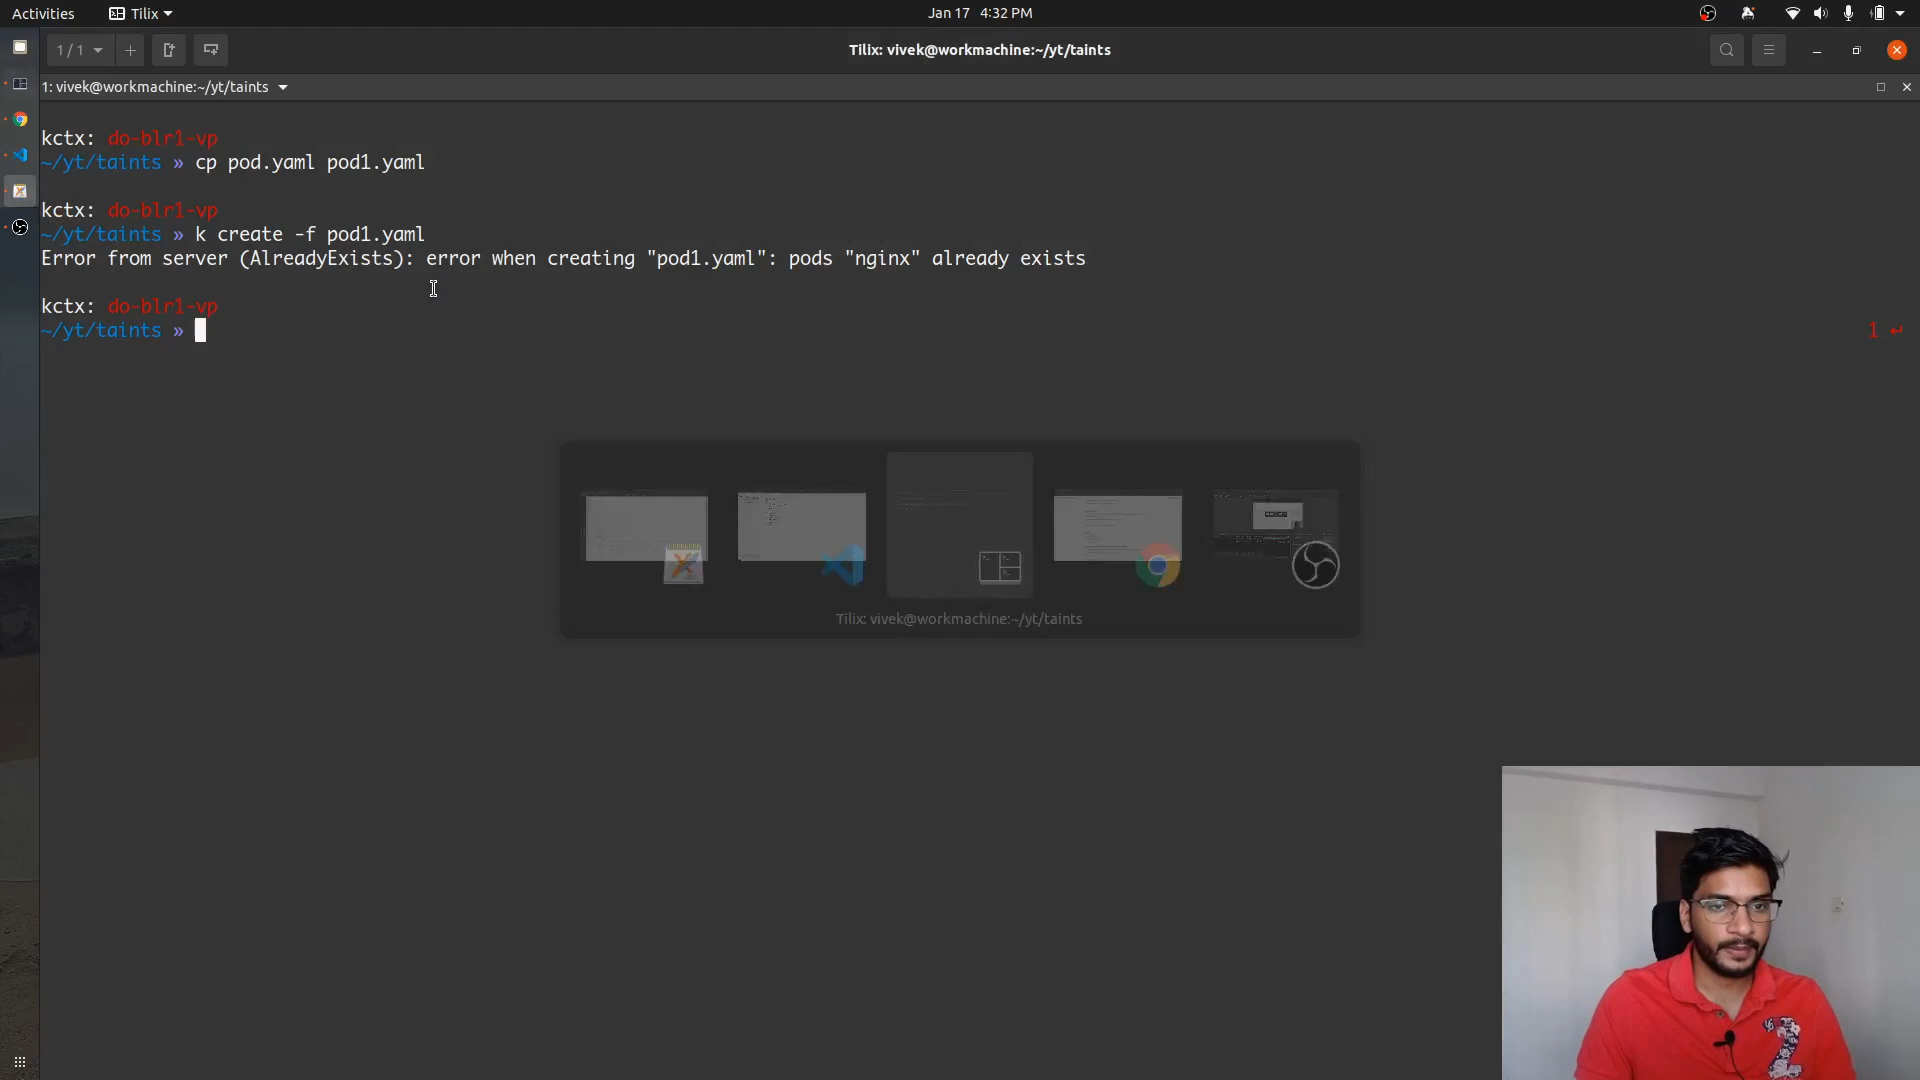 Activities
Tilix
Jan 17 4:32 PM
1 / 1
Tilix: vivek@workmachine:~/yt/taints
1: vivek@workmachine:~/yt/taints
kctx: do-blr1-vp
~/yt/taints » cp pod.yaml pod1.yaml
kctx: do-blr1-vp
~/yt/taints » k create -f pod1.yaml
Error from server (AlreadyExists): error when creating "pod1.yaml": pods "nginx" already exists
kctx: do-blr1-vp
~/yt/taints » 1 ↵
Tilix: vivek@workmachine:~/yt/taints